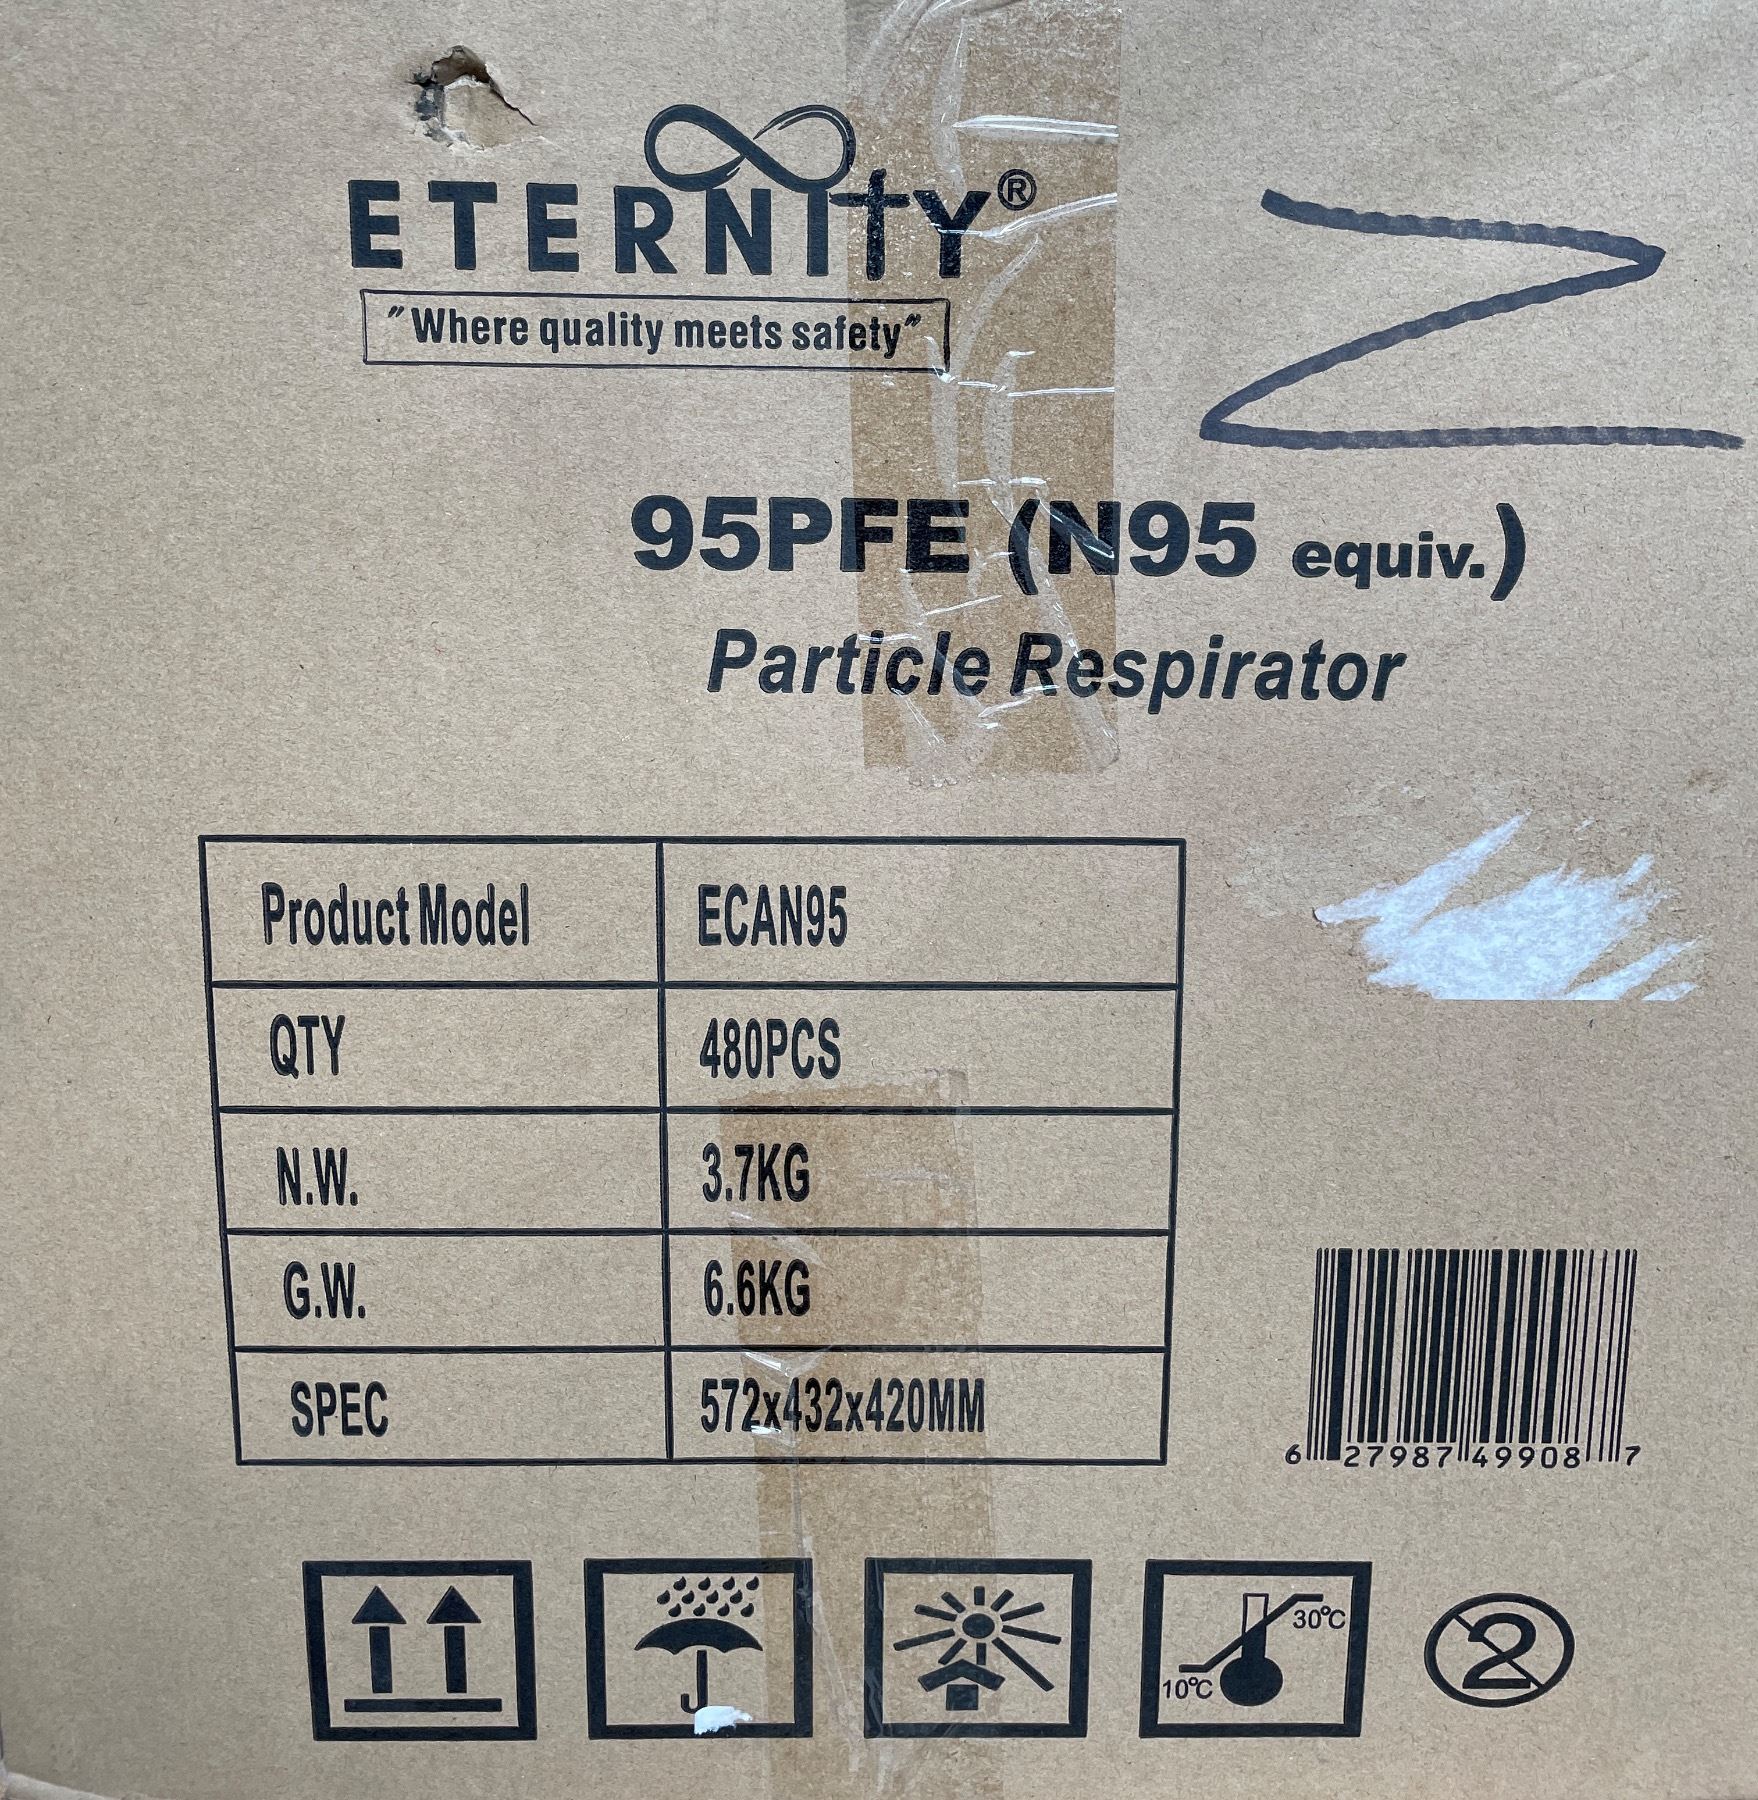 ETERNITY®
"Where quality meets safety"
95PFE (N95 equiv.)
Particle Respirator
Product Model ECAN95
QTY 480PCS
N.W. 3.7KG
G.W. 6.6KG
SPEC 572x432x420MM
6 27987 49908 7
30°C
10°C
2